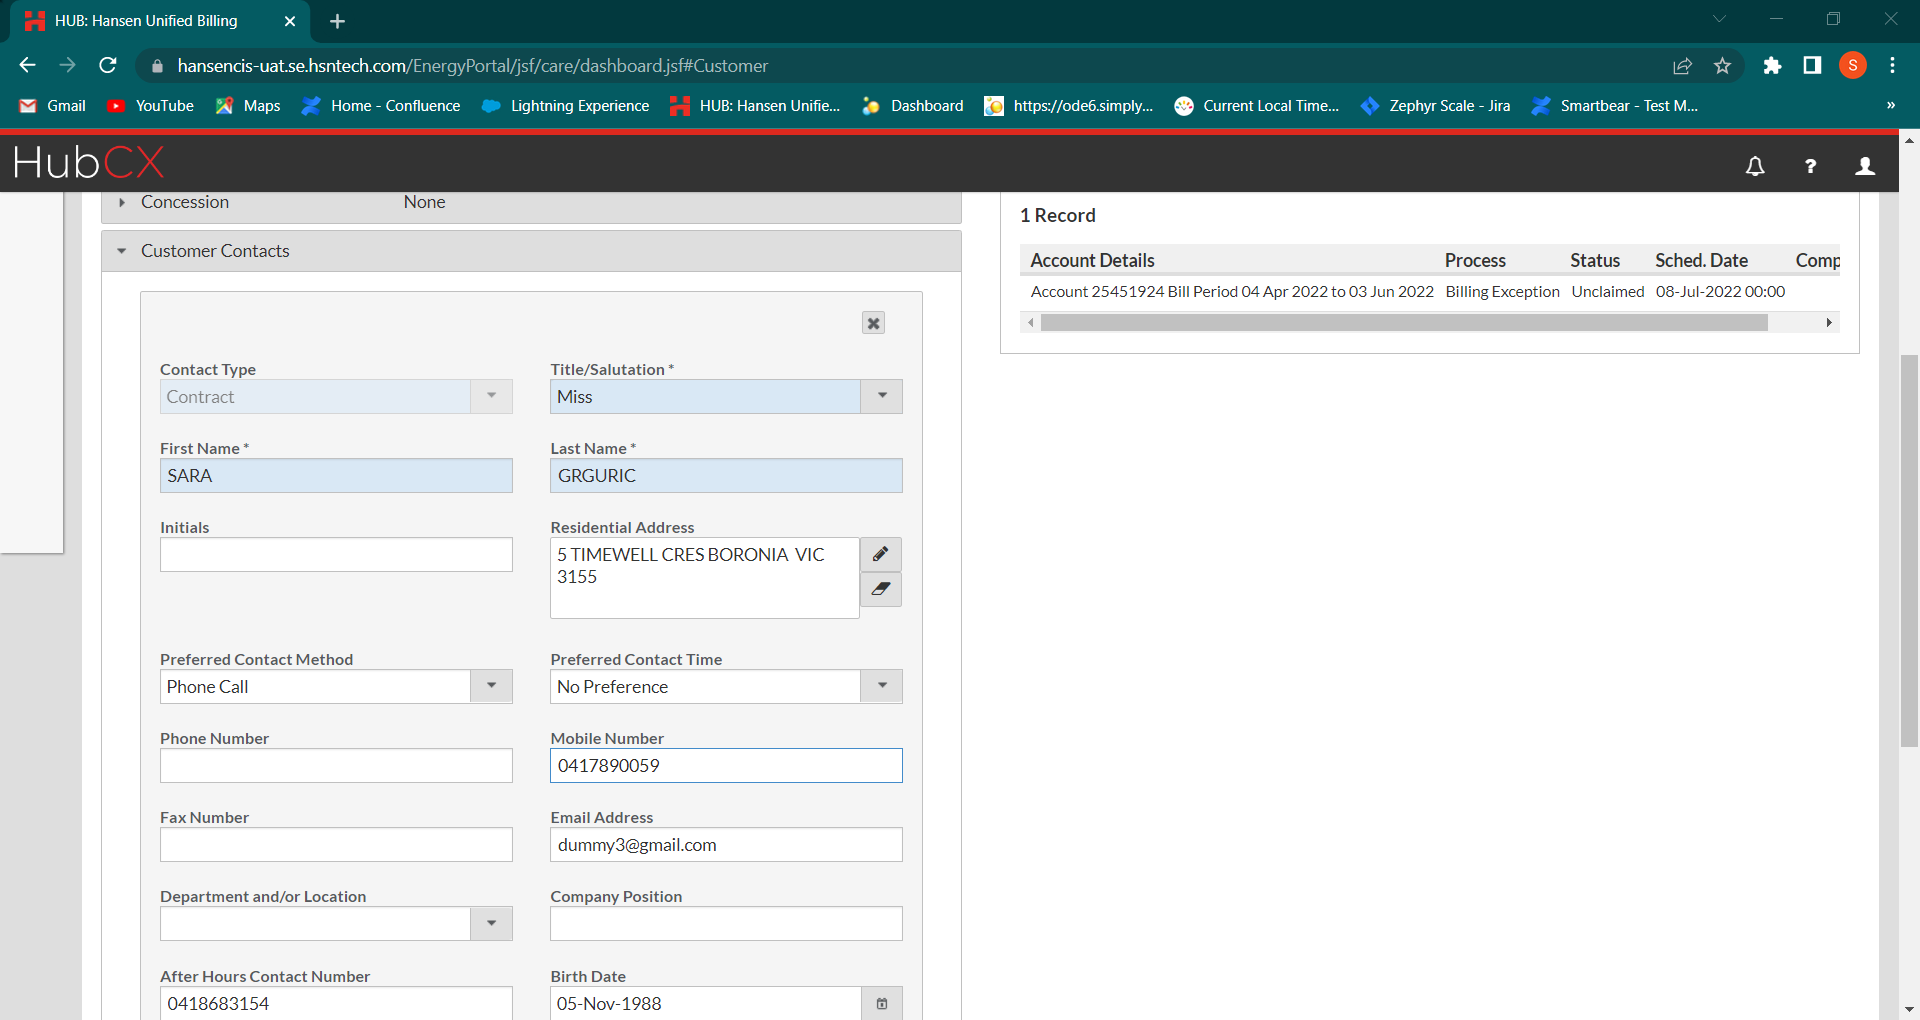 HUB: Hansen Unified Billing
hansencis-uat.se.hsntech.com/EnergyPortal/jsf/care/dashboard.jsf#Customer
S
Gmail YouTube Maps Home - Confluence Lightning Experience HUB: Hansen Unifie... Dashboard https://ode6.simply... Current Local Time... Zephyr Scale - Jira Smartbear - Test M... »
HubCX
?
Concession None
Customer Contacts
Contact Type
Contract
Title/Salutation *
Miss
First Name *
SARA
Last Name *
GRGURIC
Initials
Residential Address
5 TIMEWELL CRES BORONIA  VIC
3155
Preferred Contact Method
Phone Call
Preferred Contact Time
No Preference
Phone Number
Mobile Number
0417890059
Fax Number
Email Address
dummy3@gmail.com
Department and/or Location
Company Position
After Hours Contact Number
0418683154
Birth Date
05-Nov-1988
1 Record
Account Details Process Status Sched. Date Comp
Account 25451924 Bill Period 04 Apr 2022 to 03 Jun 2022 Billing Exception Unclaimed 08-Jul-2022 00:00